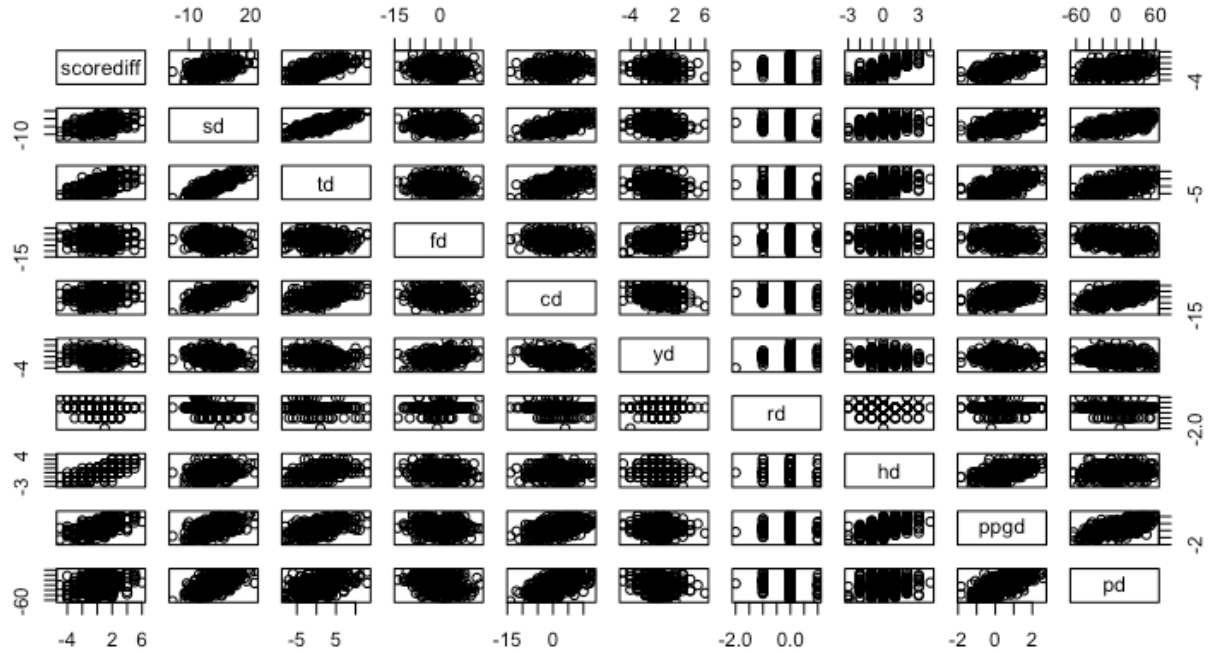 -10 20 -15 0 -4 2 6 -3 0 3 -60 0 60
scorediff -4
-10 sd
td -5
-15 fd
cd -15
-4 yd
rd -2.0
-3 4 hd
ppgd -2
-60 pd
-4 2 6 -5 5 -15 0 -2.0 0.0 -2 0 2